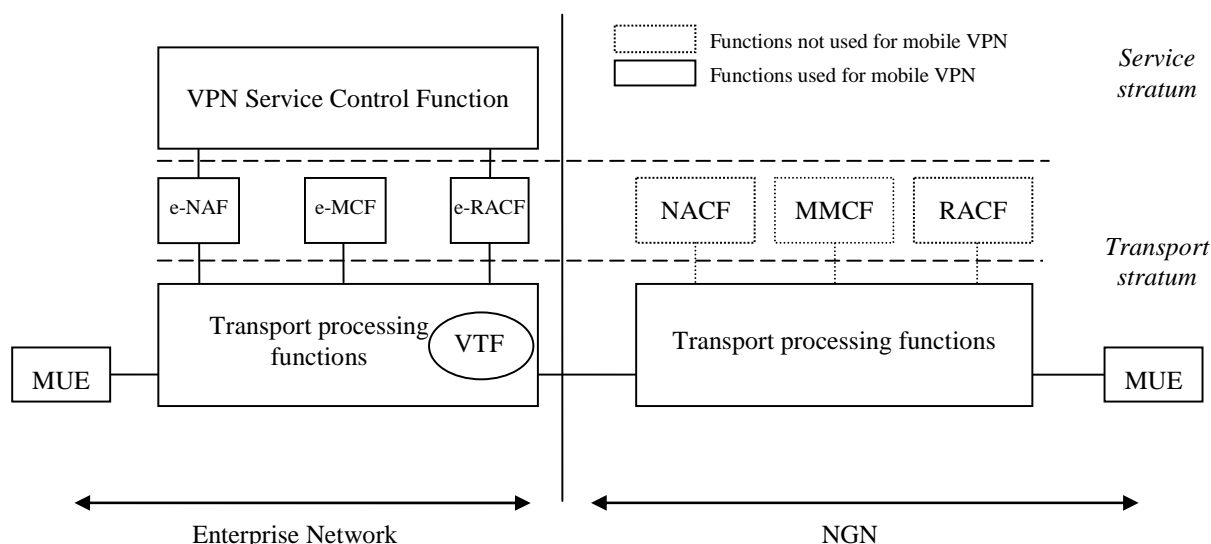 Functions not used for mobile VPN
Functions used for mobile VPN
Service
stratum
VPN Service Control Function
e-NAF
e-MCF
e-RACF
NACF
MMCF
RACF
Transport
stratum
Transport processing
functions
VTF
Transport processing functions
MUE
MUE
Enterprise Network
NGN